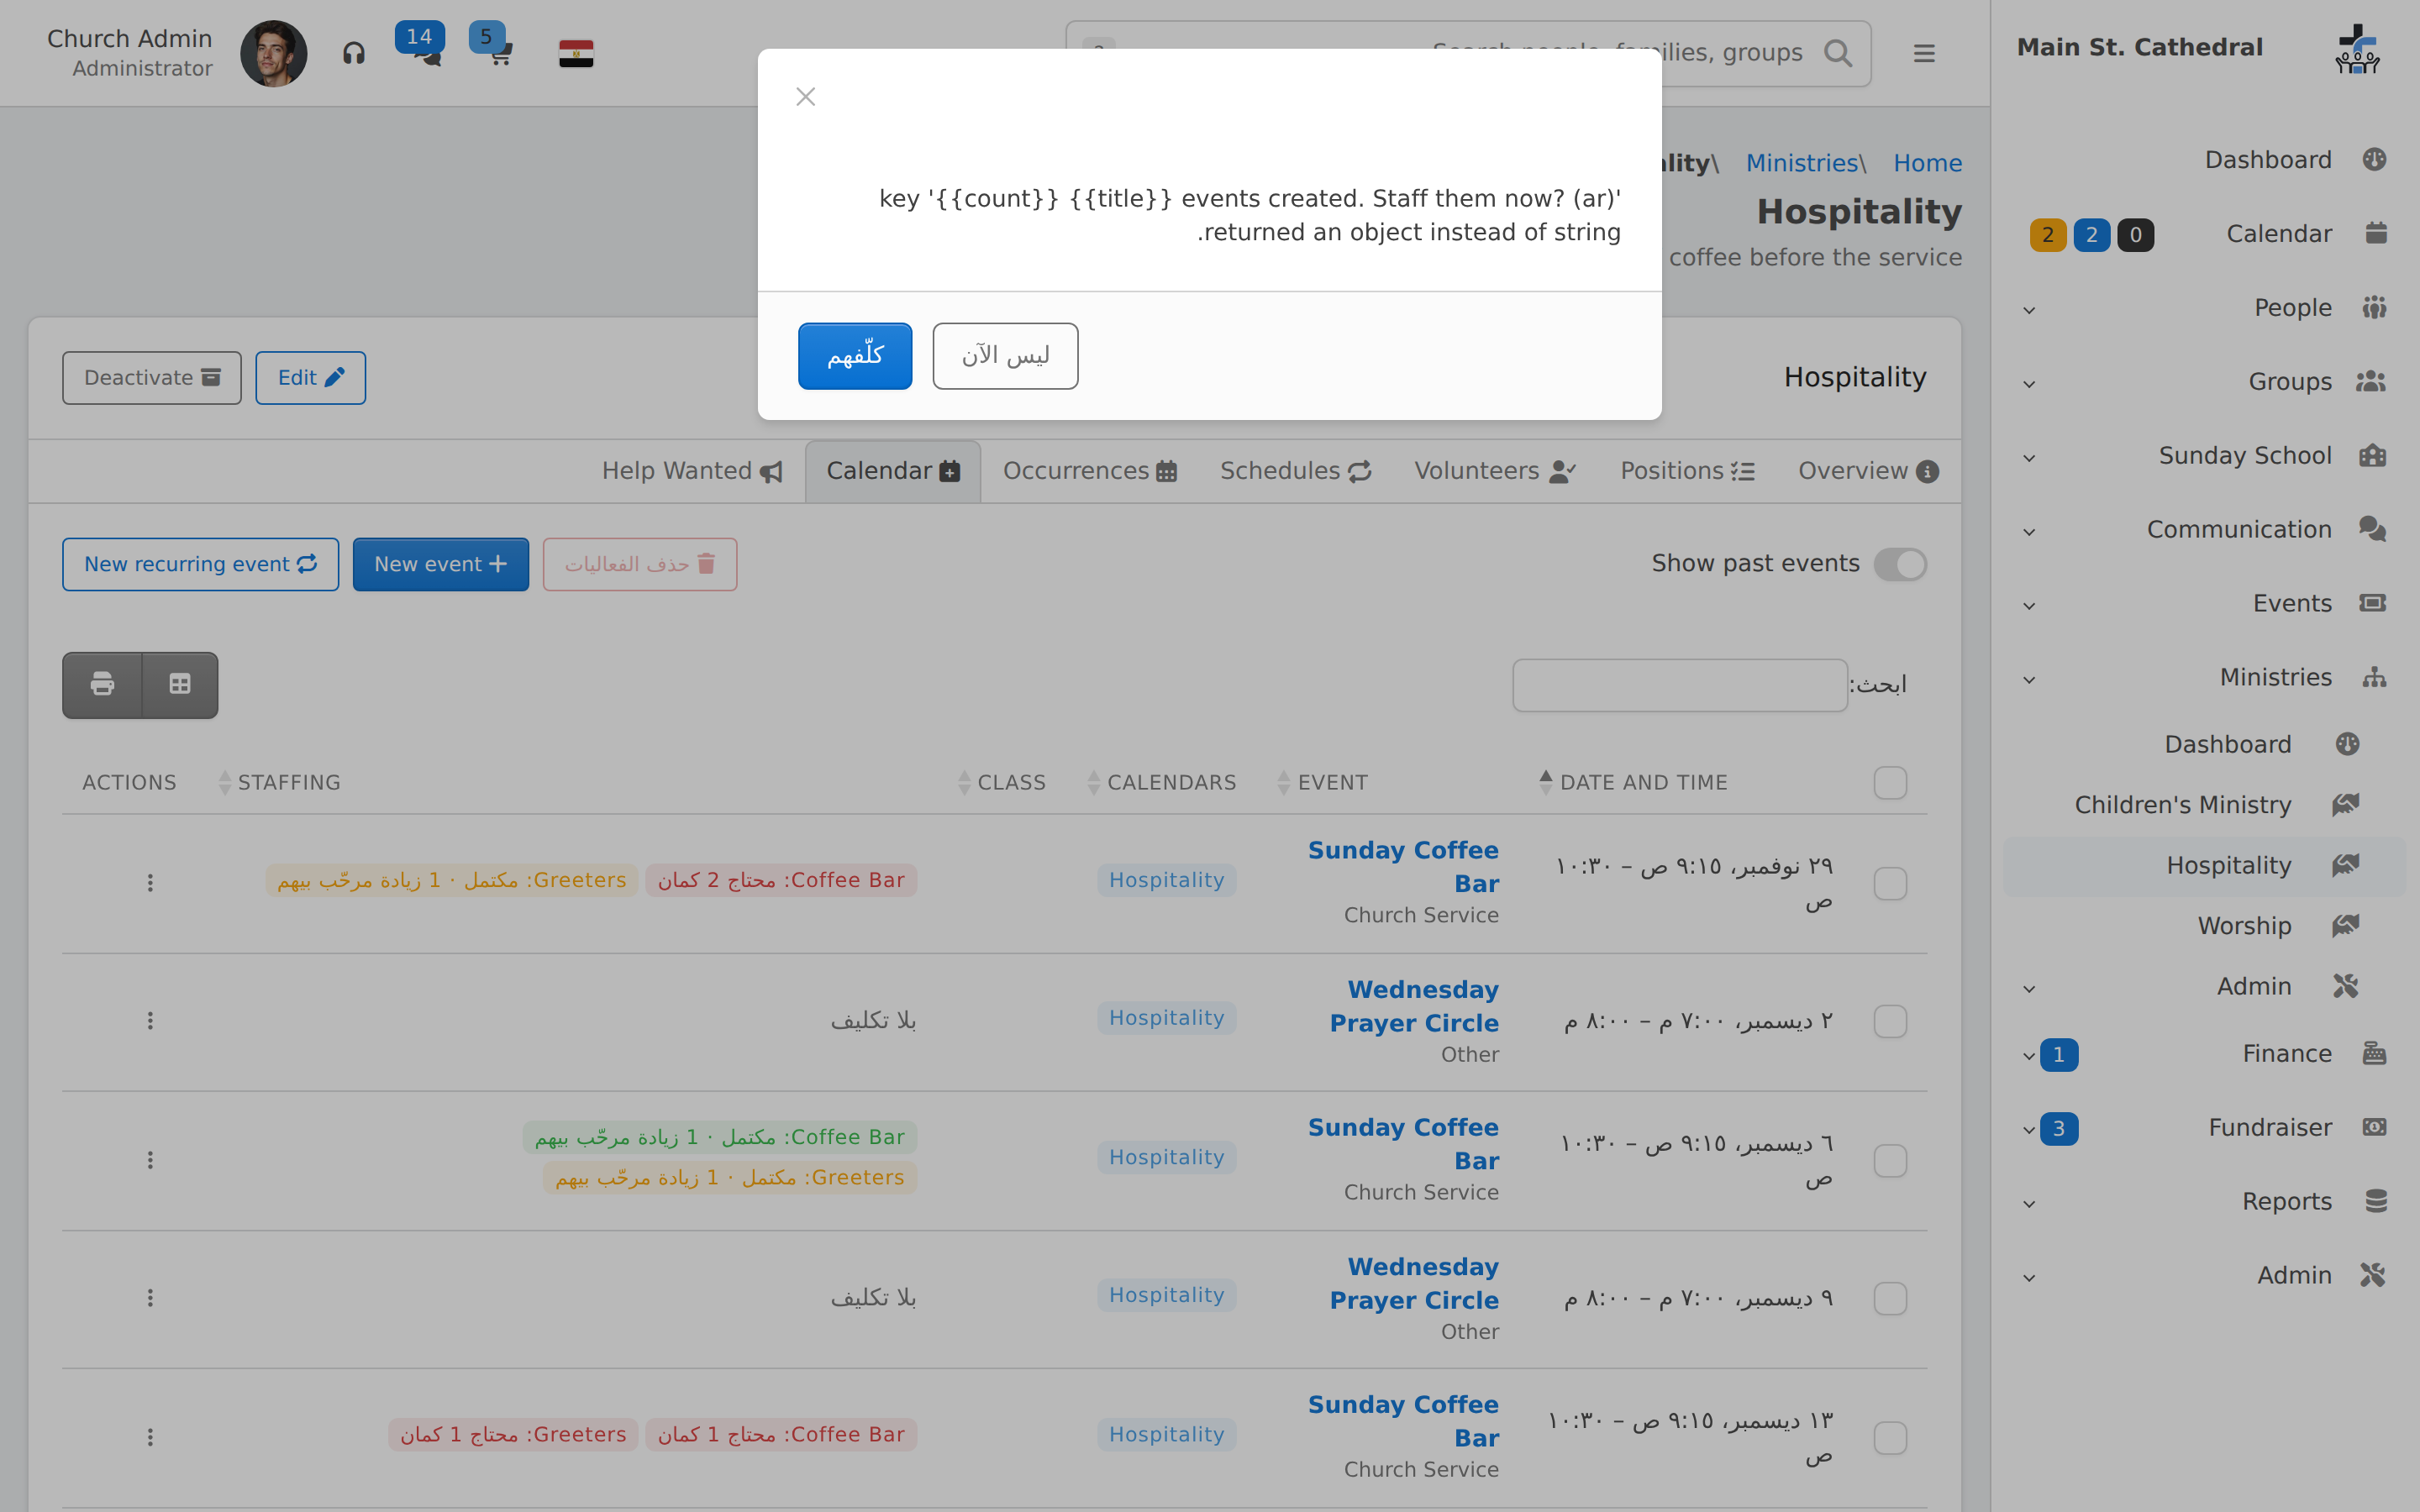 Main St. Cathedral
Search people, families, groups
5
14
Church Admin
Administrator
Dashboard
Calendar 0 2 2
People
Groups
Sunday School
Communication
Events
Ministries
Dashboard
Children's Ministry
Hospitality
Worship
Admin
Finance 1
Fundraiser 3
Reports
Admin
key '{{count}} {{title}} events created. Staff them now? (ar)'
returned an object instead of string.
ليس الآن
كلّفهم
Home \Ministries \
Hospitality
coffee before the service
Hospitality
Edit
Deactivate
Overview
Positions
Volunteers
Schedules
Occurrences
Calendar
Help Wanted
Show past events
حذف الفعاليات
New event
New recurring event
ابحث:
DATE AND TIME
EVENT
CALENDARS
CLASS
STAFFING
ACTIONS
٢٩ نوفمبر، ٩:١٥ ص – ١٠:٣٠
ص
Sunday Coffee
Bar
Church Service
Hospitality
Coffee Bar: محتاج 2 كمان
Greeters: مكتمل · 1 زيادة مرحّب بيهم
٢ ديسمبر، ٧:٠٠ م – ٨:٠٠ م
Wednesday
Prayer Circle
Other
Hospitality
بلا تكليف
٦ ديسمبر، ٩:١٥ ص – ١٠:٣٠
ص
Sunday Coffee
Bar
Church Service
Hospitality
Coffee Bar: مكتمل · 1 زيادة مرحّب بيهم
Greeters: مكتمل · 1 زيادة مرحّب بيهم
٩ ديسمبر، ٧:٠٠ م – ٨:٠٠ م
Wednesday
Prayer Circle
Other
Hospitality
بلا تكليف
١٣ ديسمبر، ٩:١٥ ص – ١٠:٣٠
ص
Sunday Coffee
Bar
Church Service
Hospitality
Coffee Bar: محتاج 1 كمان
Greeters: محتاج 1 كمان